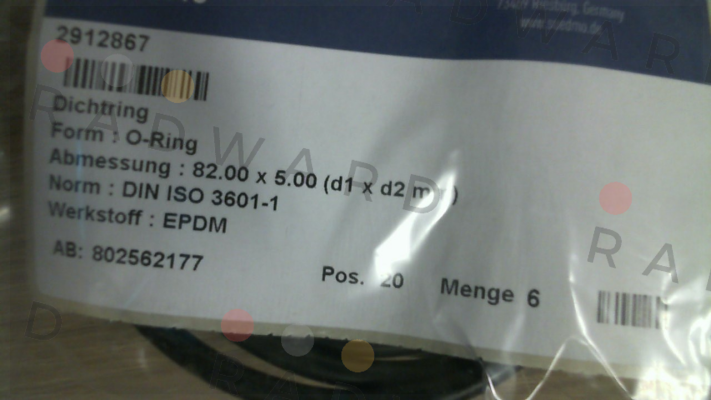 2912867
Dichtring
Form : O-Ring
Abmessung : 82.00 x 5.00 (d1 x d2 m )
Norm : DIN ISO 3601-1
Werkstoff : EPDM
AB: 802562177
Pos. 20 Menge 6
RADWARD